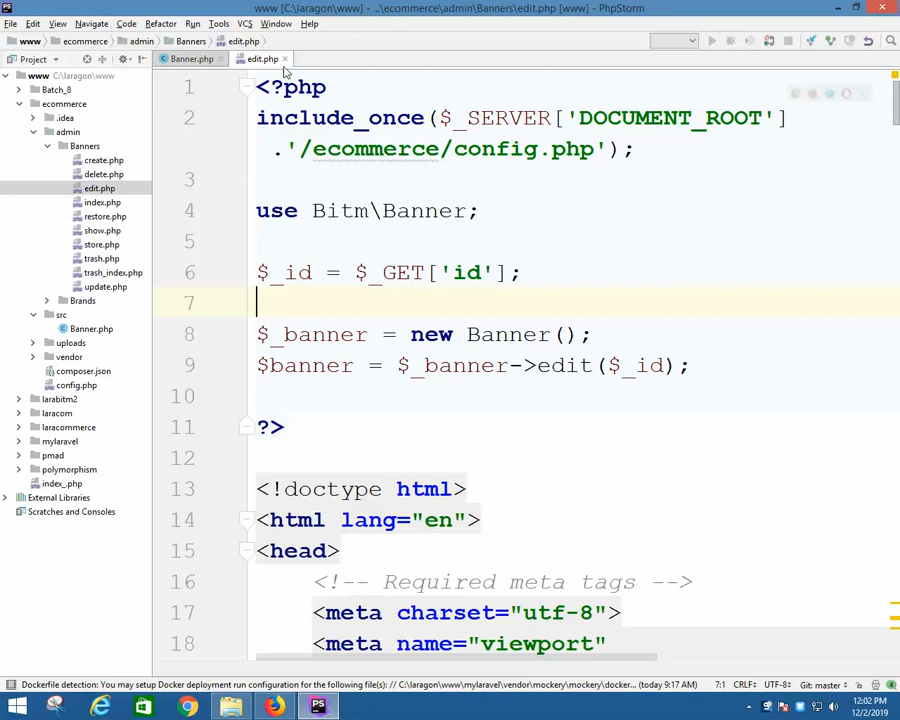 www [C:\laragon\www] - ...\ecommerce\admin\Banners\edit.php [www] - PhpStorm
File Edit View Navigate Code Refactor Run Tools VCS Window Help
www ecommerce admin Banners edit.php
Project
Banner.php
edit.php
www C:\laragon\www
Batch_8
ecommerce
.idea
admin
Banners
create.php
delete.php
edit.php
index.php
restore.php
show.php
store.php
trash.php
trash_index.php
update.php
Brands
src
Banner.php
uploads
vendor
composer.json
config.php
larabitm2
laracom
laracommerce
mylaravel
pmad
polymorphism
index_.php
External Libraries
Scratches and Consoles
1 <?php
2 include_once($_SERVER['DOCUMENT_ROOT']
.'/ecommerce/config.php');
3
4 use Bitm\Banner;
5
6 $_id = $_GET['id'];
7
8 $_banner = new Banner();
9 $banner = $_banner->edit($_id);
10
11 ?>
12
13 <!doctype html>
14 <html lang="en">
15 <head>
16 <!-- Required meta tags -->
17 <meta charset="utf-8">
18 <meta name="viewport"
Dockerfile detection: You may setup Docker deployment run configuration for the following file(s): // C:\laragon\www\mylaravel\vendor\mockery\mockery\docker... (today 9:17 AM) 7:1 CRLF÷ UTF-8÷ Git: master÷
12:02 PM
12/2/2019